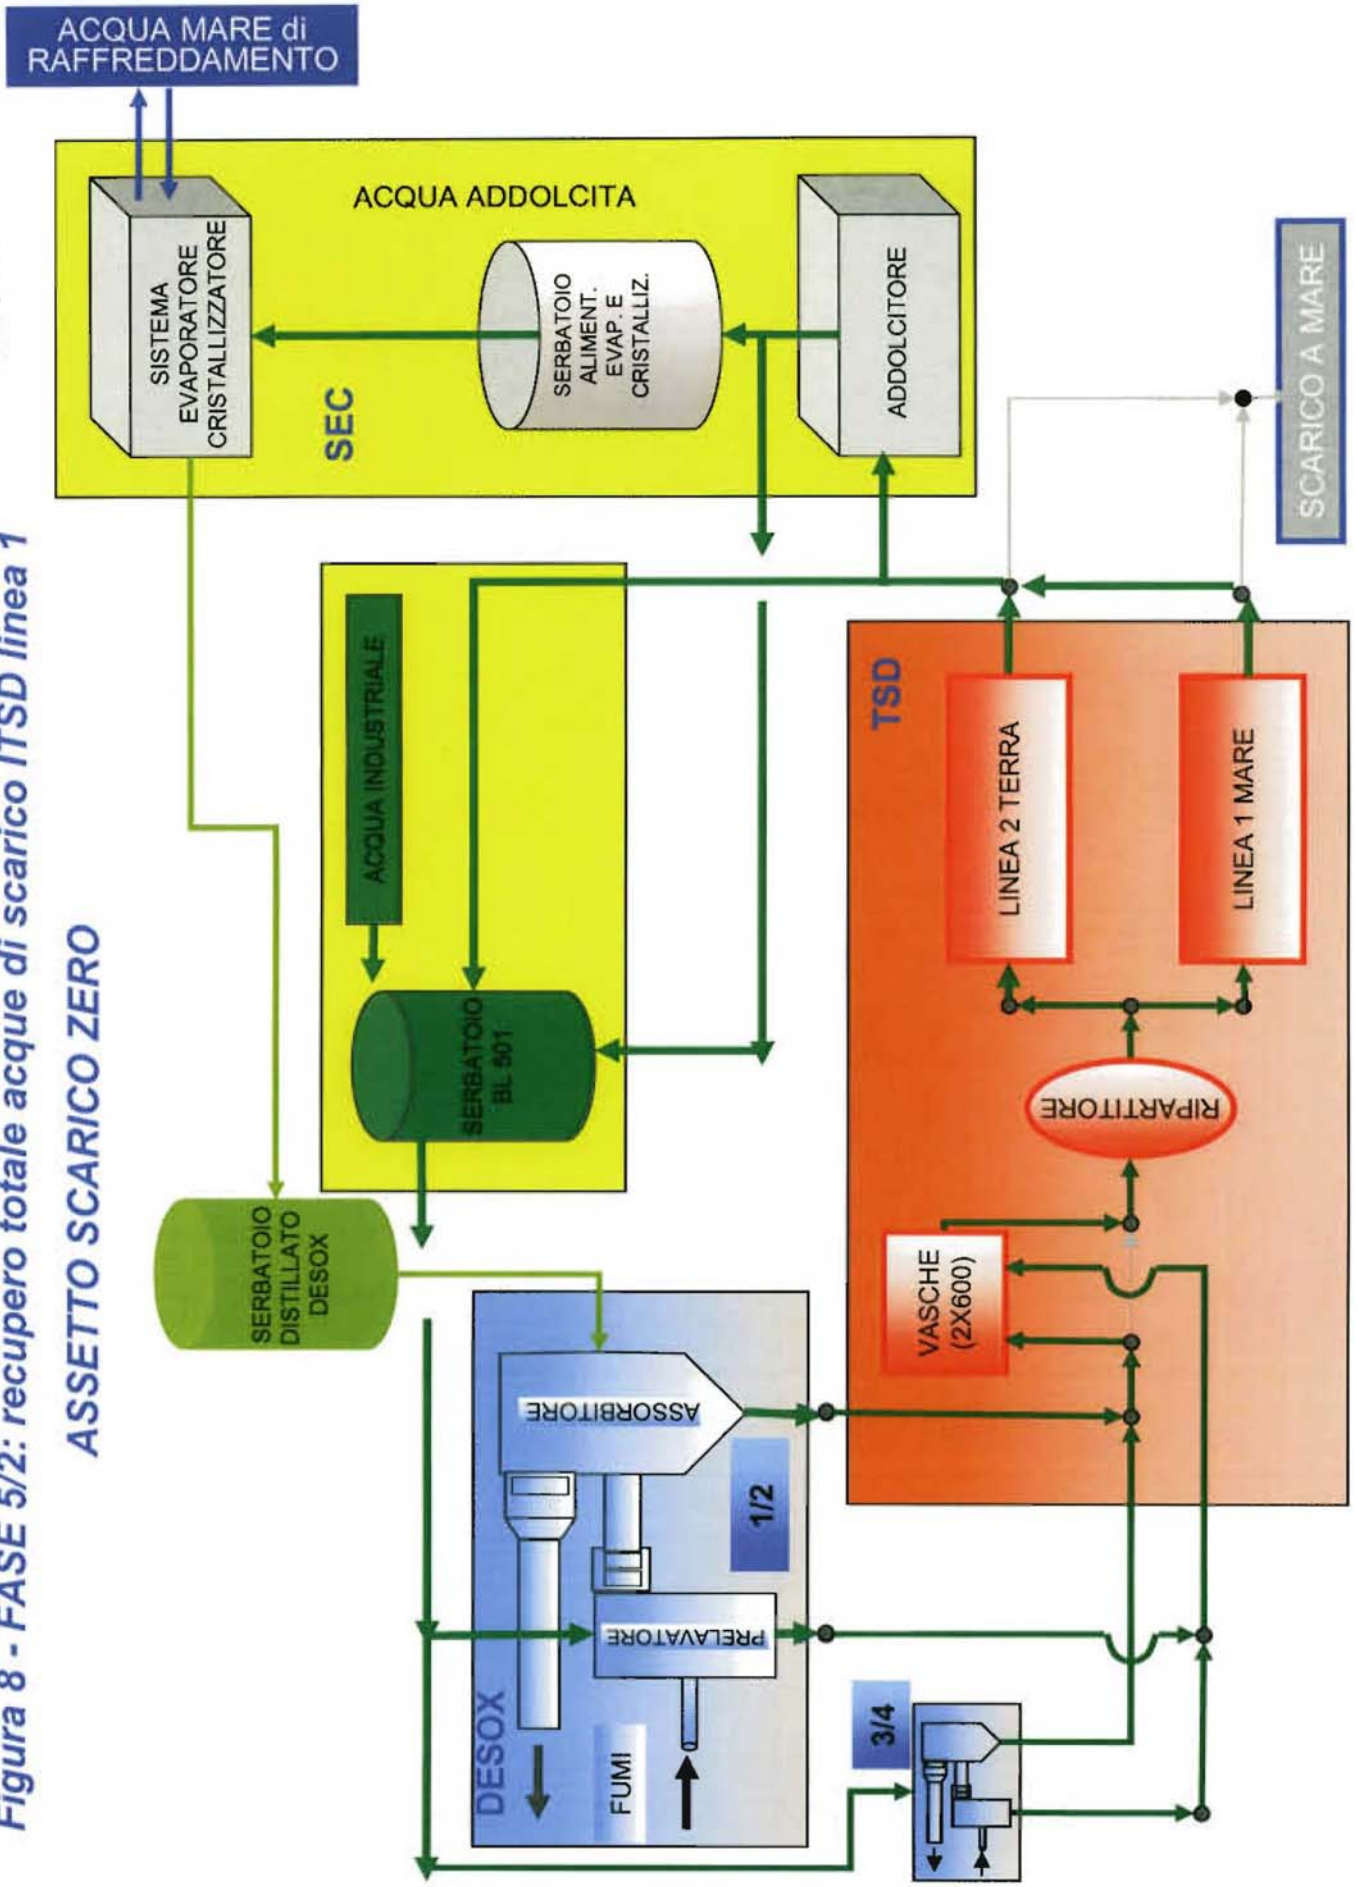 Figura 8 - FASE 5/2: recupero totale acque di scarico ITSD linea 1
ASSETTO SCARICO ZERO
ACQUA MARE di
RAFFREDDAMENTO
SISTEMA
EVAPORATORE
CRISTALLIZZATORE
ACQUA ADDOLCITA
SERBATOIO
ALIMENT.
EVAP. E
CRISTALLIZ.
ADDOLCITORE
SEC
ACQUA INDUSTRIALE
SERBATOIO
BL 501
SERBATOIO
DISTILLATO
DESOX
DESOX
FUMI
ASSORBITORE
PRELAVATORE
1/2
3/4
TSD
VASCHE
(2X600)
RIPARTITORE
LINEA 2 TERRA
LINEA 1 MARE
SCARICO A MARE